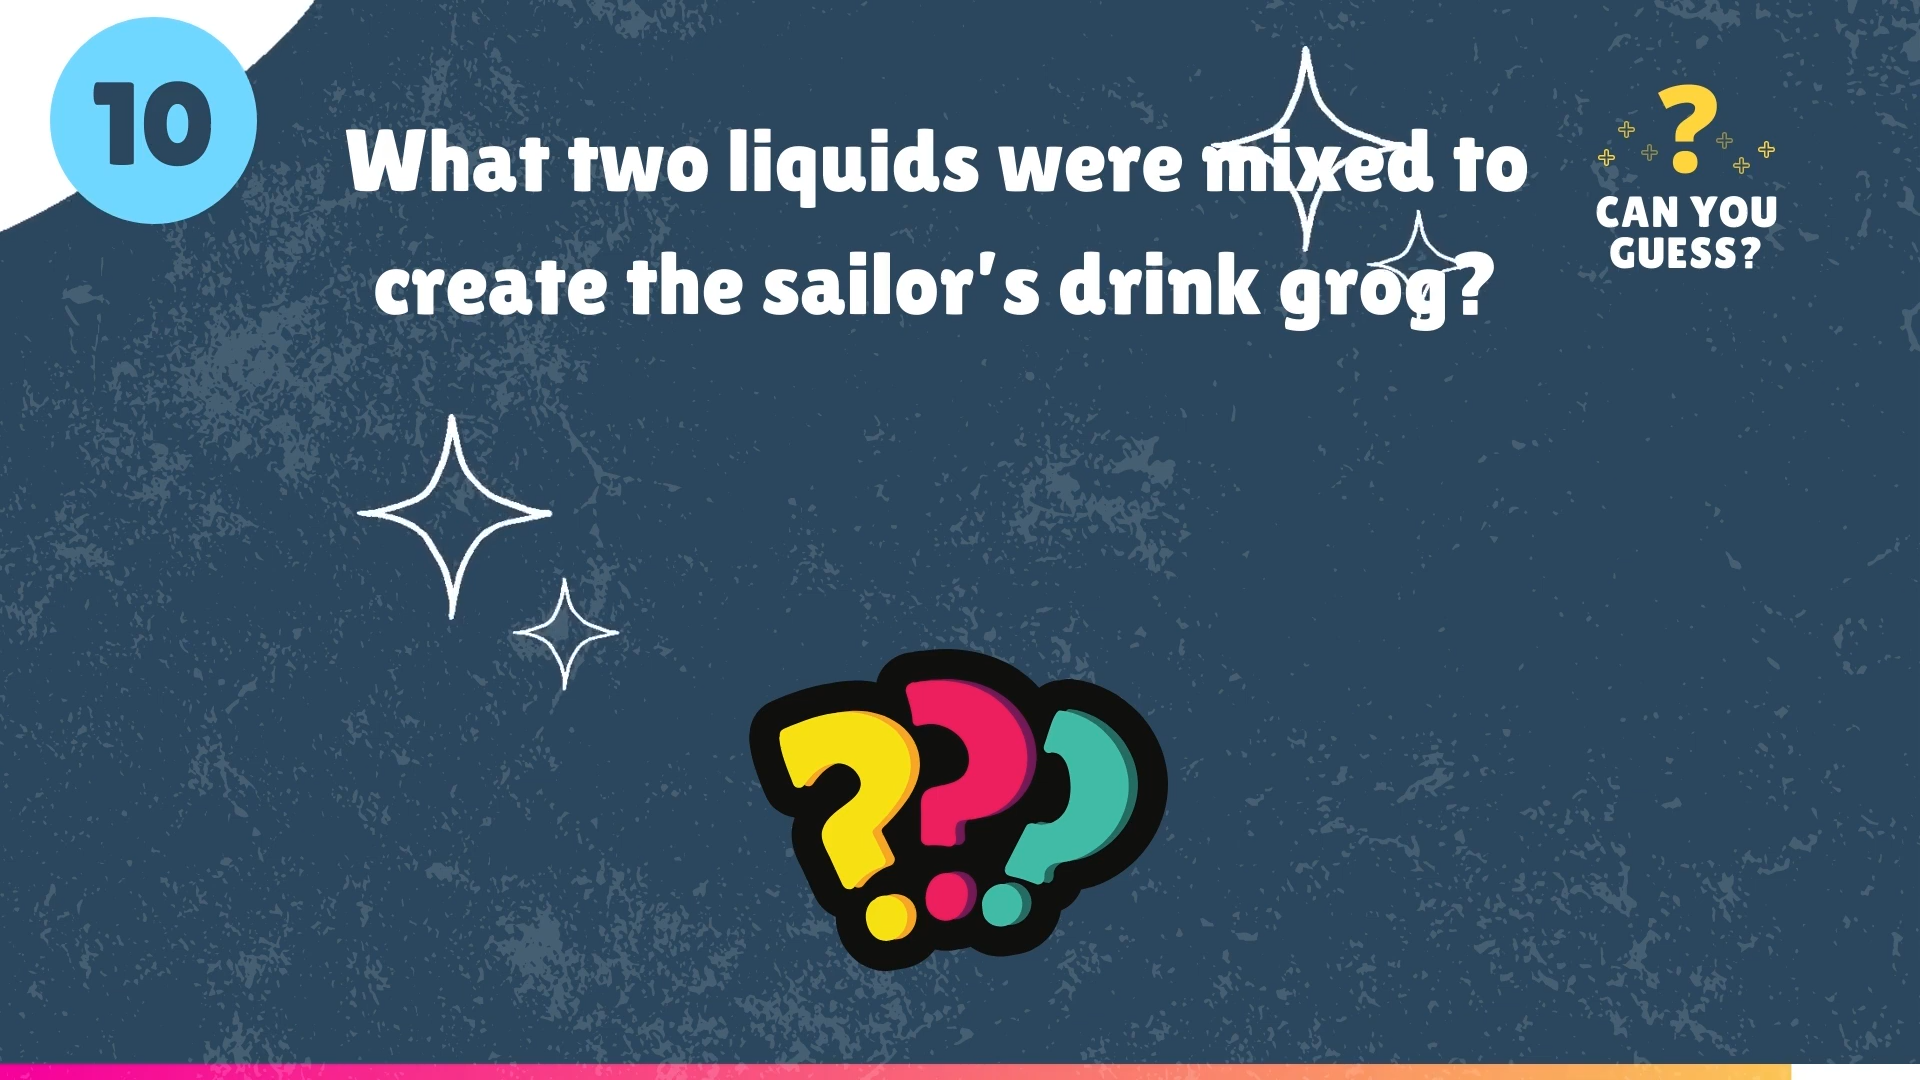 10
What two liquids were mixed to
create the sailor's drink grog?
?
CAN YOU
GUESS?
???